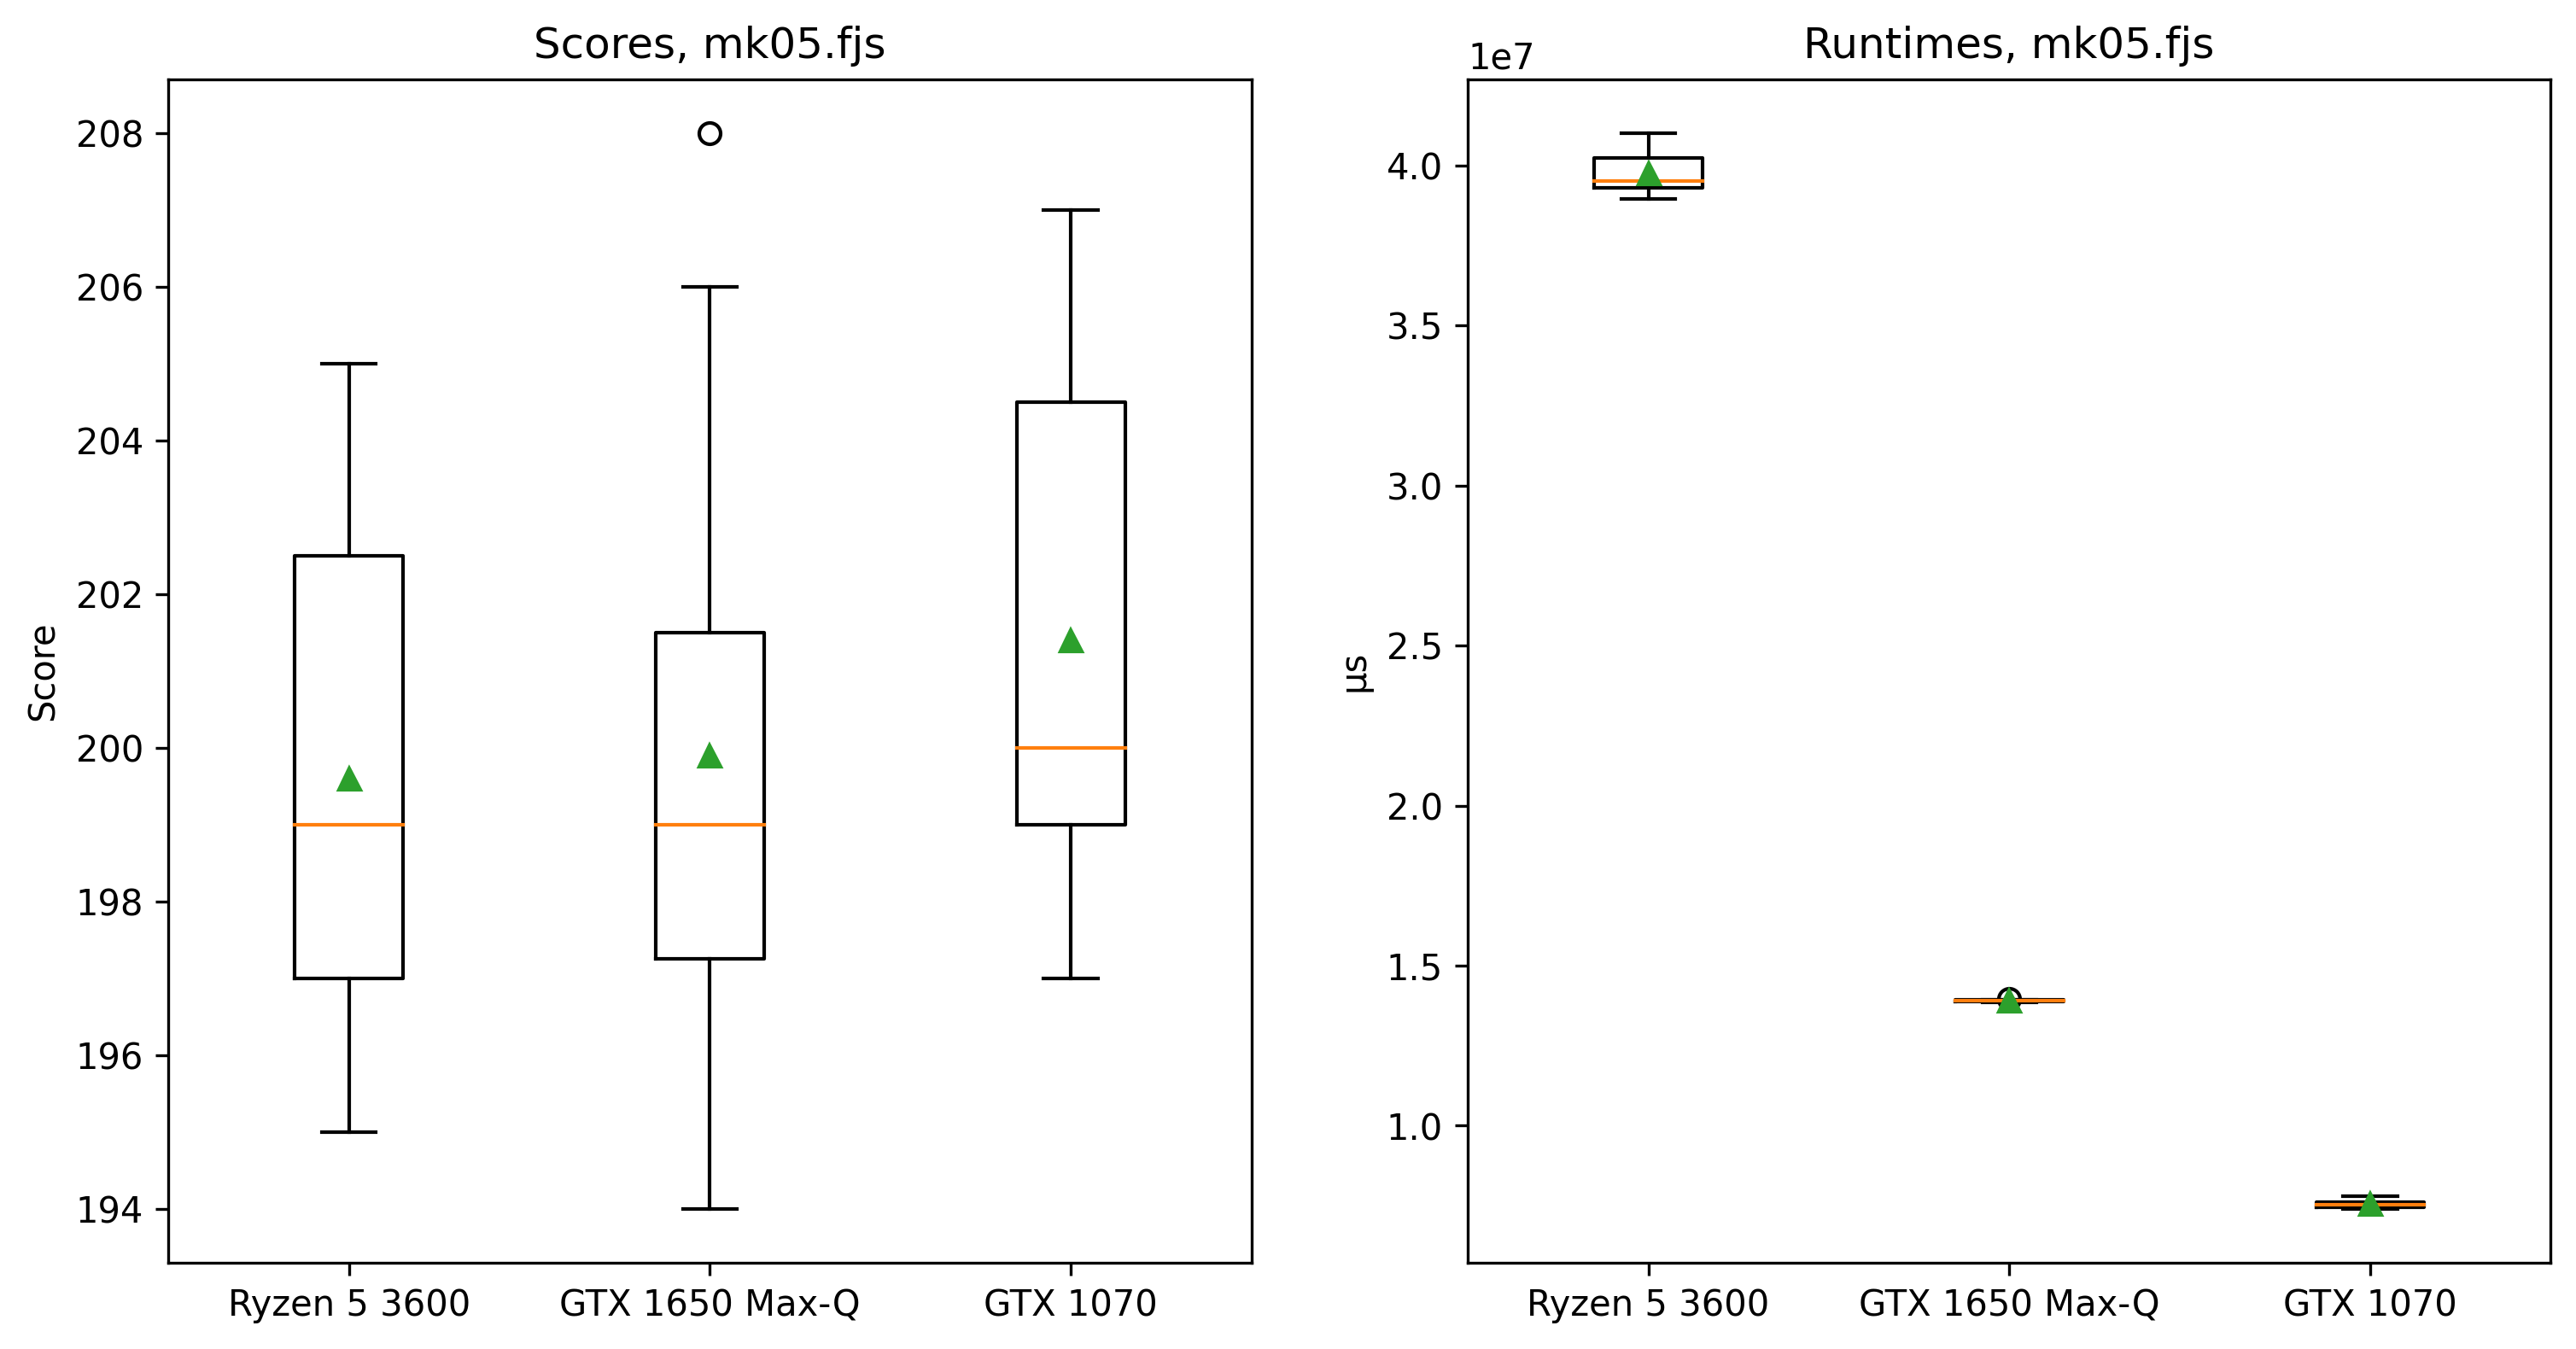 Scores, mk05.fjs
208
206
204
202
200
198
196
194
Score
Ryzen 5 3600
GTX 1650 Max-Q
GTX 1070
Runtimes, mk05.fjs
1e7
4.0
3.5
3.0
2.5
2.0
1.5
1.0
µs
Ryzen 5 3600
GTX 1650 Max-Q
GTX 1070